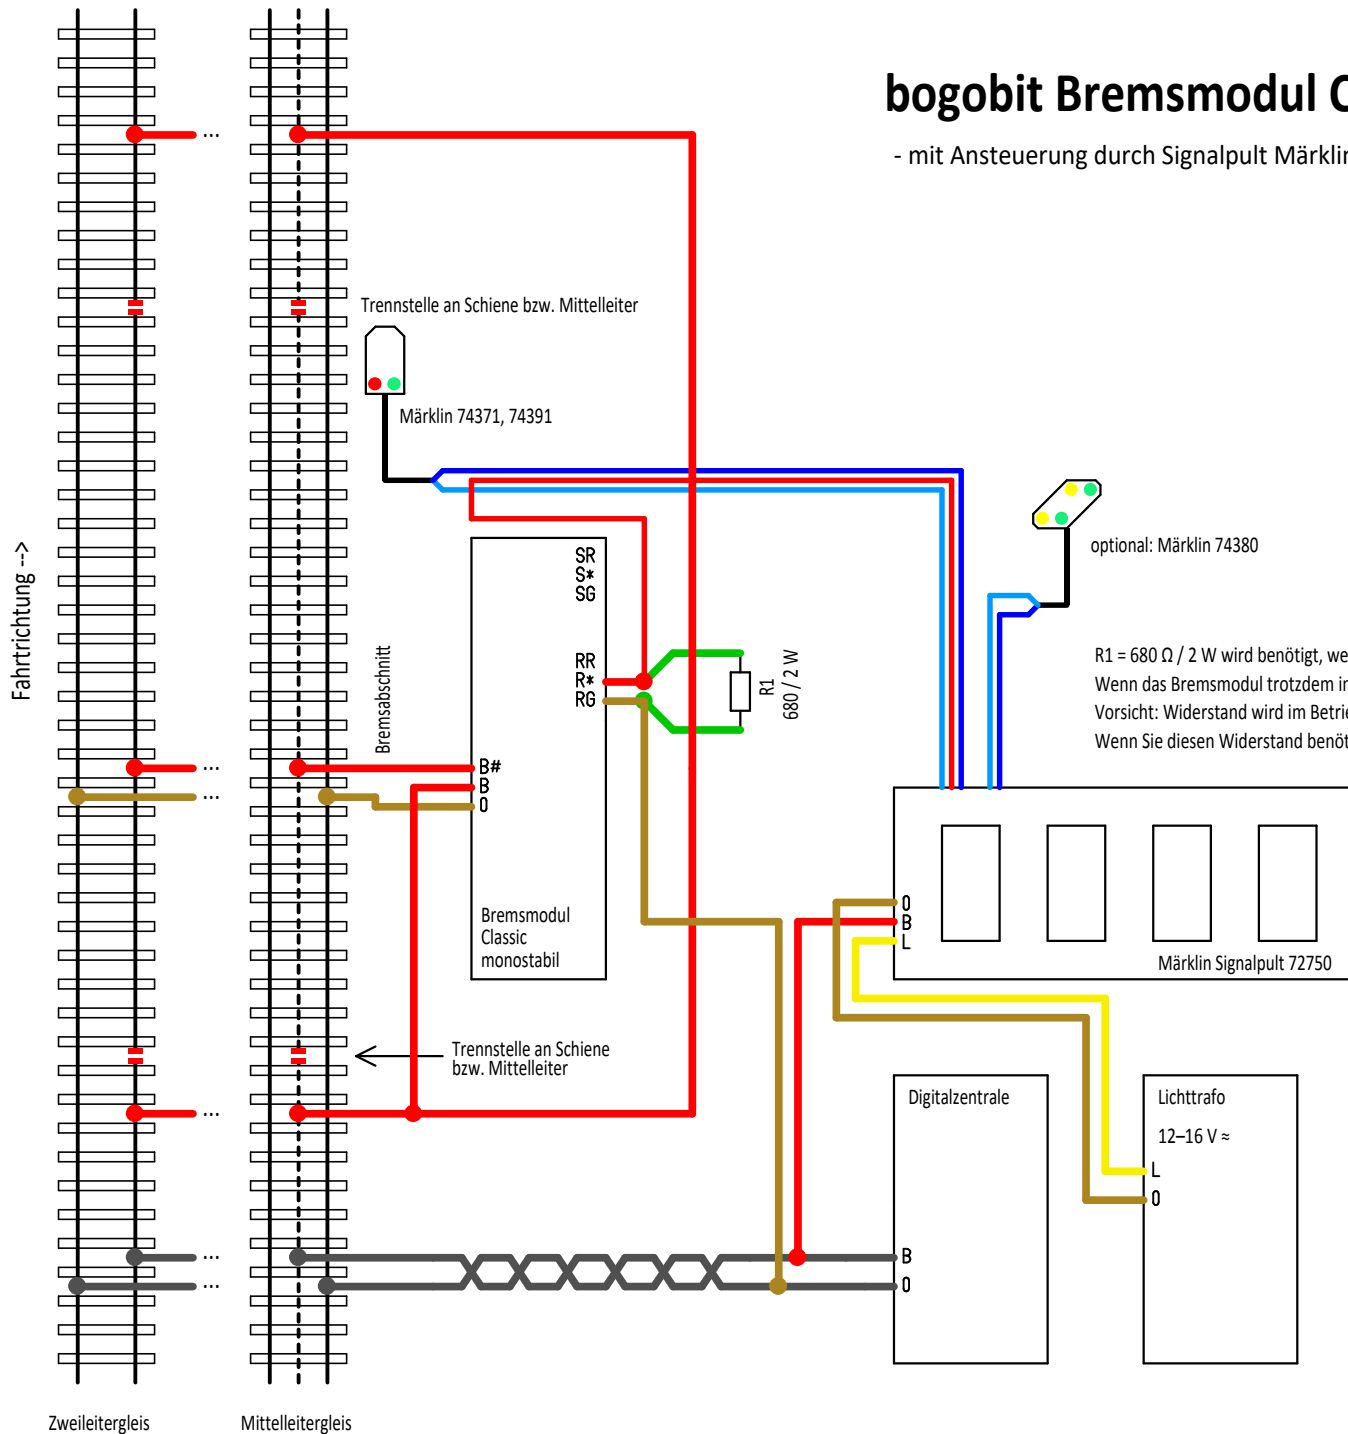 bogobit Bremsmodul
- mit Ansteuerung durch Signalpult Märklin
...
Trennstelle an Schiene bzw. Mittelleiter
Märklin 74371, 74391
optional: Märklin 74380
Fahrtrichtung -->
Bremsabschnitt
SR
S*
SG
RR
R*
RG
R1
680 / 2 W
R1 = 680 Ω / 2 W wird benötigt, we
Wenn das Bremsmodul trotzdem
Vorsicht: Widerstand wird im Betrie
Wenn Sie diesen Widerstand benöt
...
...
B#
B
0
Bremsmodul
Classic
monostabil
0
B
L
Märklin Signalpult 72750
Trennstelle an Schiene
bzw. Mittelleiter
...
Digitalzentrale
Lichttrafo
12–16 V ≈
L
0
...
...
B
0
Zweileitergleis
Mittelleitergleis